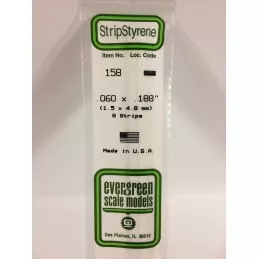 StripStyrene
Item No. Loc. Code
158
.060 x .188"
(1.5 x 4.8 mm)
8 Strips
Made in U.S.A.
evergreen
scale models
Des Plaines, IL 60018